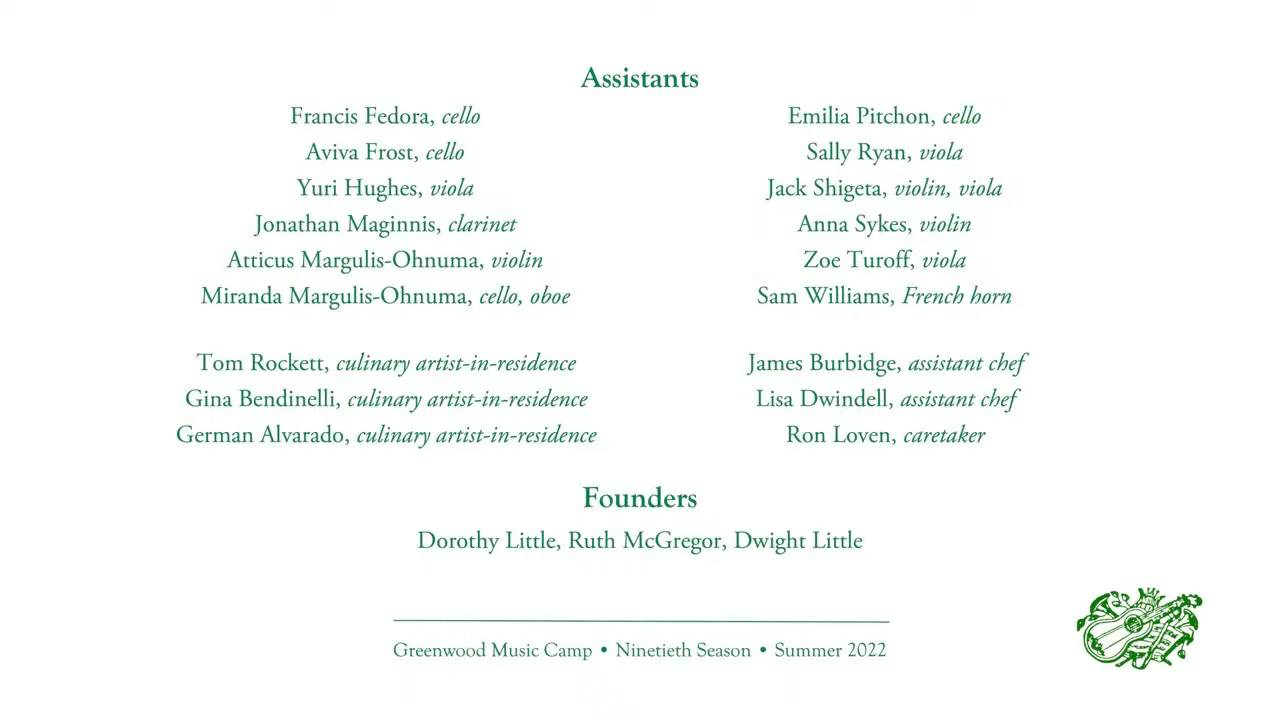 Assistants
Francis Fedora, cello
Aviva Frost, cello
Yuri Hughes, viola
Jonathan Maginnis, clarinet
Atticus Margulis-Ohnuma, violin
Miranda Margulis-Ohnuma, cello, oboe
Emilia Pitchon, cello
Sally Ryan, viola
Jack Shigeta, violin, viola
Anna Sykes, violin
Zoe Turoff, viola
Sam Williams, French horn
Tom Rockett, culinary artist-in-residence
Gina Bendinelli, culinary artist-in-residence
German Alvarado, culinary artist-in-residence
James Burbidge, assistant chef
Lisa Dwindell, assistant chef
Ron Loven, caretaker
Founders
Dorothy Little, Ruth McGregor, Dwight Little
Greenwood Music Camp • Ninetieth Season • Summer 2022